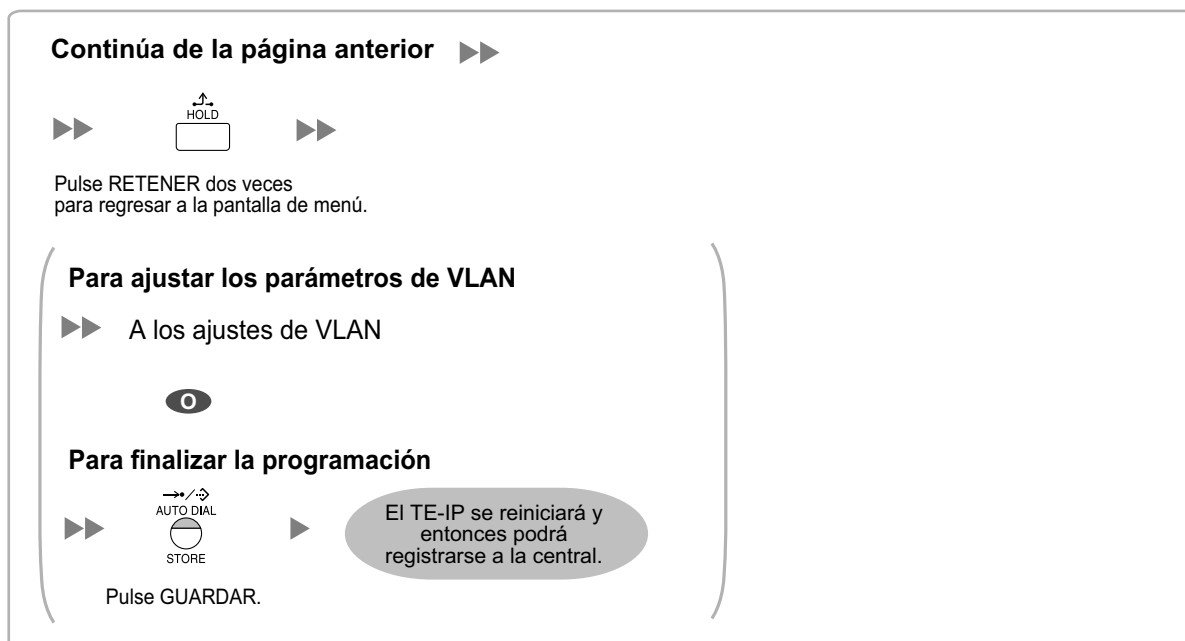 Continúa de la página anterior
HOLD
Pulse RETENER dos veces
para regresar a la pantalla de menú.
Para ajustar los parámetros de VLAN
A los ajustes de VLAN
O
Para finalizar la programación
AUTO DIAL
STORE
El TE-IP se reiniciará y
entonces podrá
registrarse a la central.
Pulse GUARDAR.